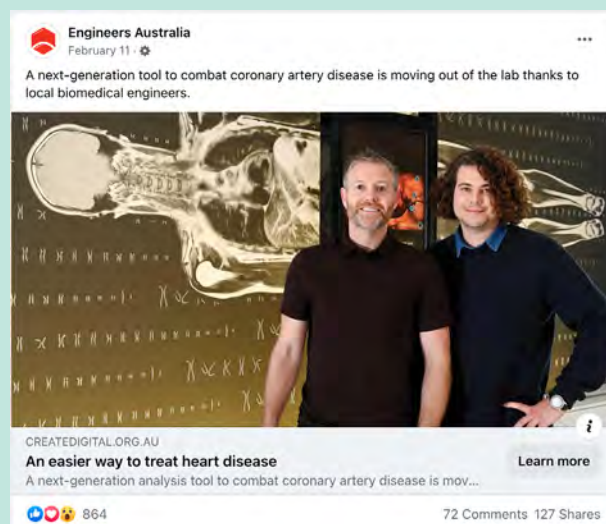 Engineers Australia
February 11 ·
A next-generation tool to combat coronary artery disease is moving out of the lab thanks to
local biomedical engineers.
i
CREATEDIGITAL.ORG.AU
An easier way to treat heart disease
Learn more
A next-generation analysis tool to combat coronary artery disease is mov...
864
72 Comments 127 Shares